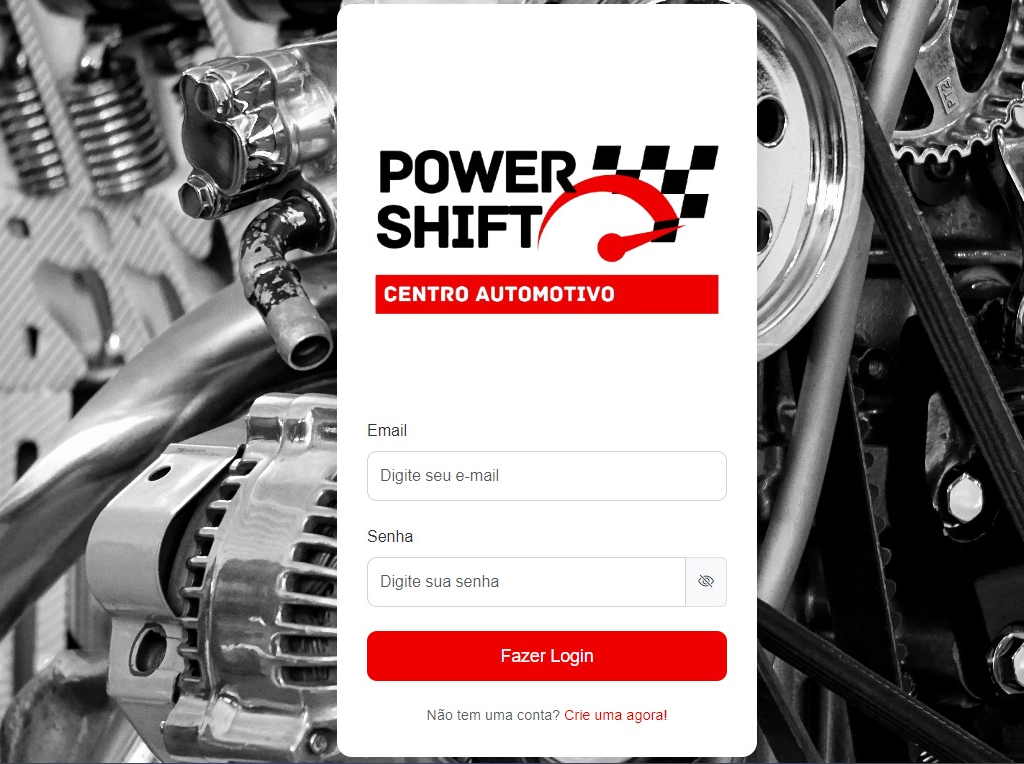 POWER
SHIFT
CENTRO AUTOMOTIVO
PT2
Email
Digite seu e-mail
Senha
Digite sua senha
Fazer Login
Não tem uma conta? Crie uma agora!